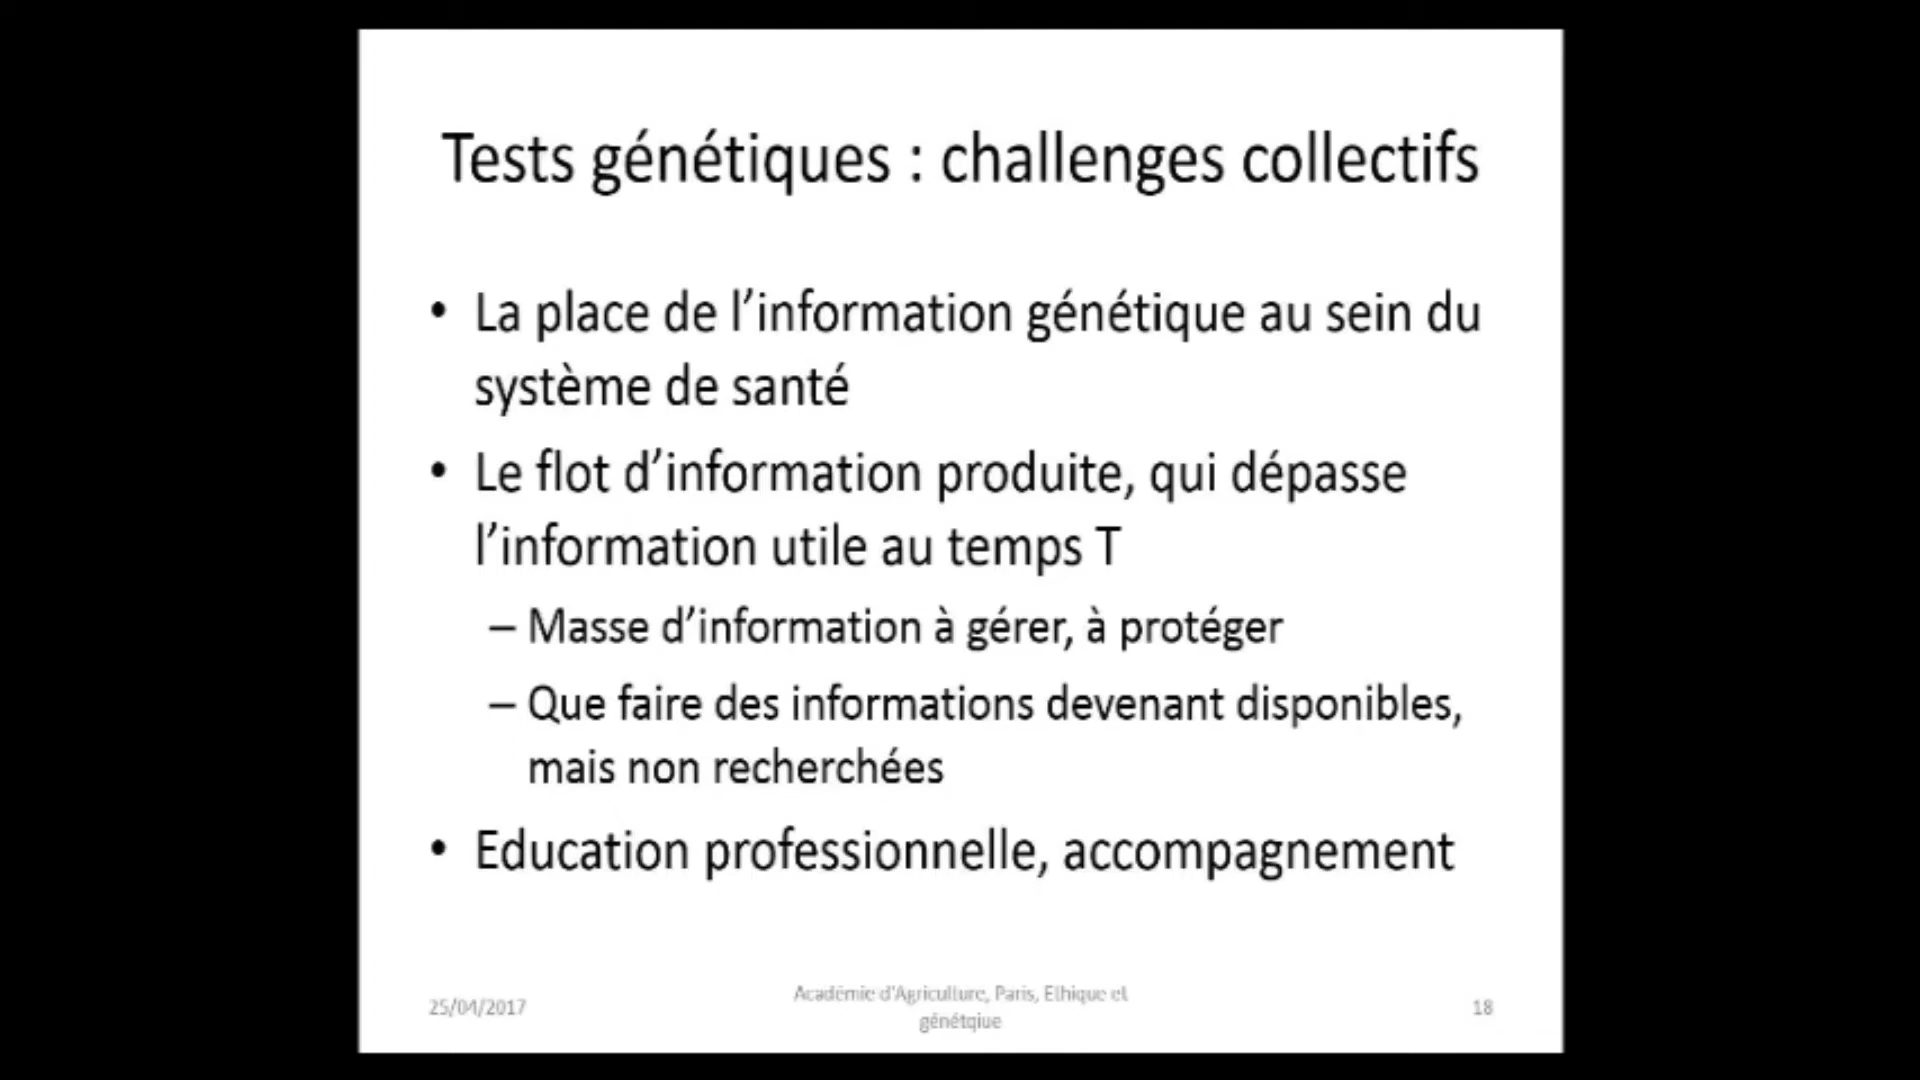 Tests génétiques : challenges collectifs
• La place de l’information génétique au sein du
système de santé
• Le flot d’information produite, qui dépasse
l’information utile au temps T
– Masse d’information à gérer, à protéger
– Que faire des informations devenant disponibles,
mais non recherchées
• Education professionnelle, accompagnement
25/04/2017
Académie d'Agriculture, Paris, Ethique et
génétqiue
18